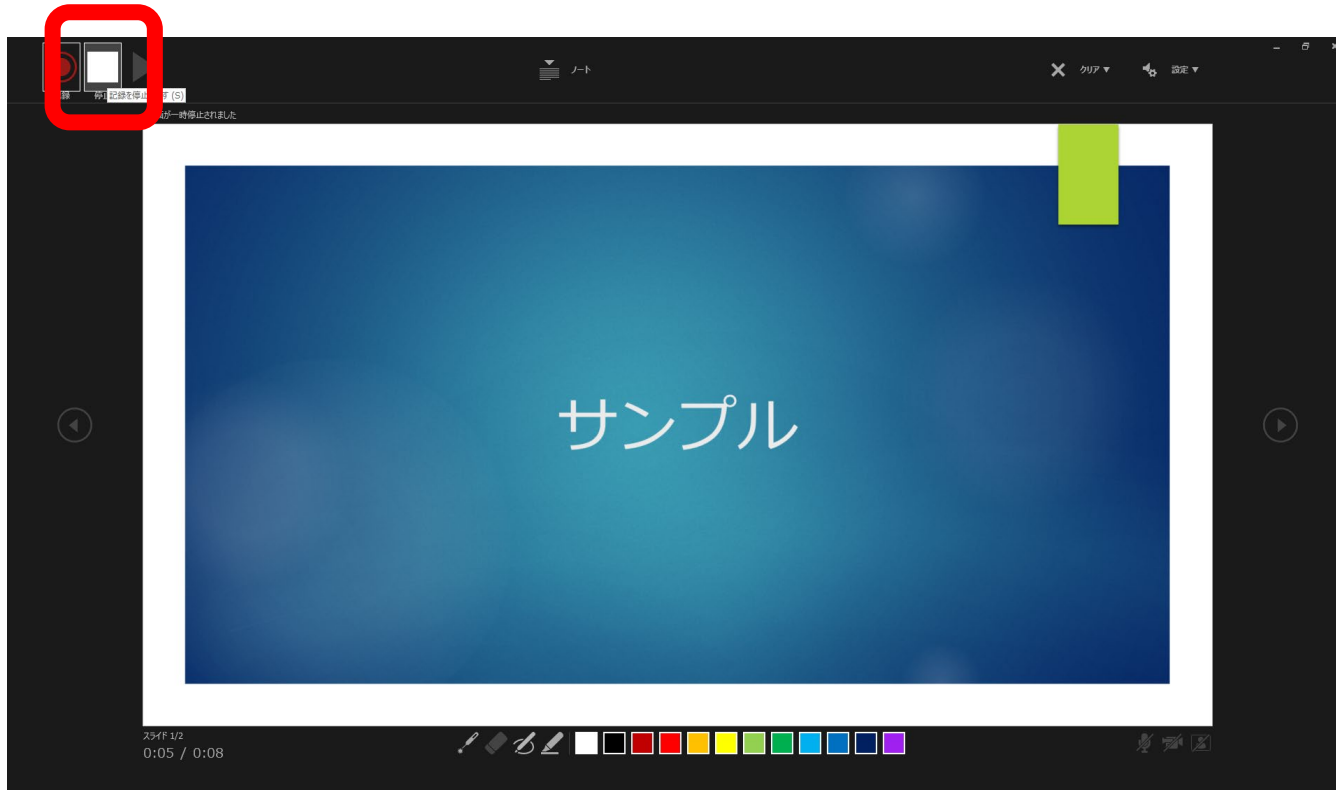 ノート
クリア▼
設定▼
記録を停止 す (S)
が一時停止されました
サンプル
スライド 1/2
0:05 / 0:08